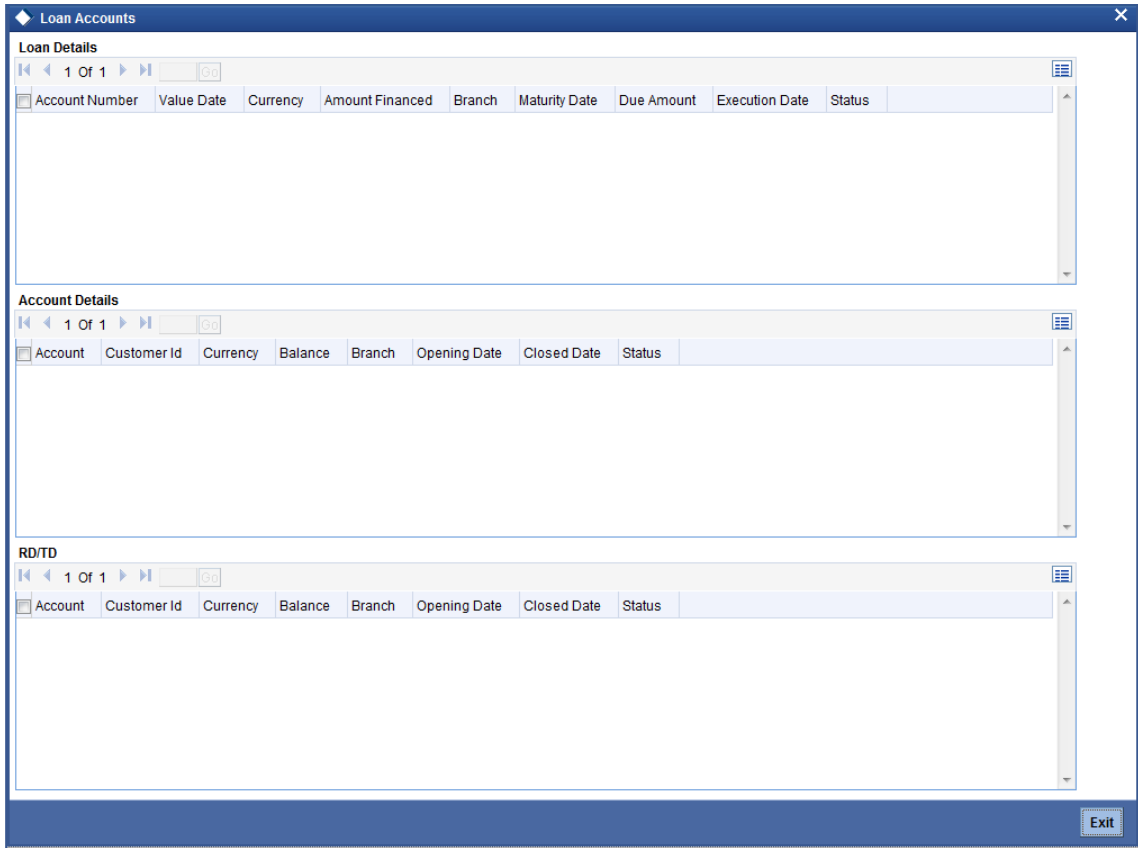 Loan Accounts
Loan Details
1 Of 1 Go
Account Number Value Date Currency Amount Financed Branch Maturity Date Due Amount Execution Date Status
Account Details
1 Of 1 Go
Account Customer Id Currency Balance Branch Opening Date Closed Date Status
RD/TD
1 Of 1 Go
Account Customer Id Currency Balance Branch Opening Date Closed Date Status
Exit